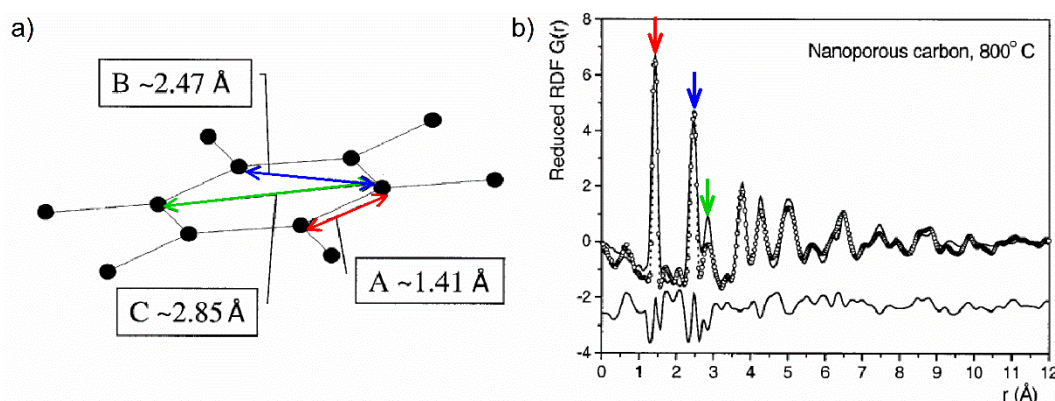 a)
B ~2.47 Å
A ~1.41 Å
C ~2.85 Å
b)
Reduced RDF G(r)
Nanoporous carbon, 800° C
8
6
4
2
0
-2
-4
0 1 2 3 4 5 6 7 8 9 10 11 12
r (Å)